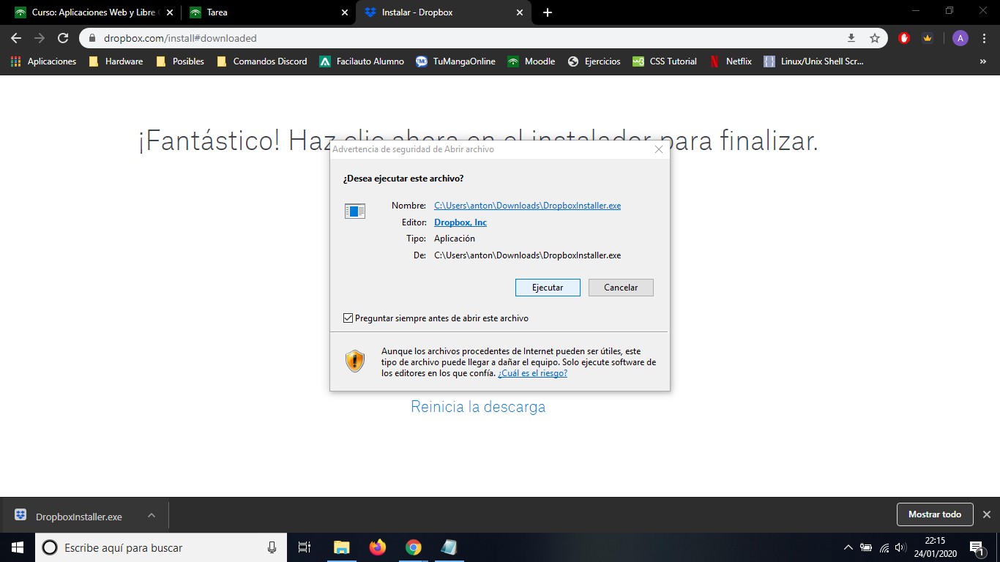 Curso: Aplicaciones Web y Libre
Tarea
Instalar - Dropbox
dropbox.com/install#downloaded
A
Aplicaciones
Hardware
Posibles
Comandos Discord
Facilauto Alumno
TuMangaOnline
Moodle
Ejercicios
CSS Tutorial
Netflix
Linux/Unix Shell Scr...
¡Fantástico! Haz clic ahora en el instalador para finalizar.
Advertencia de seguridad de Abrir archivo
¿Desea ejecutar este archivo?
Nombre: C:\Users\anton\Downloads\DropboxInstaller.exe
Editor: Dropbox, Inc
Tipo: Aplicación
De: C:\Users\anton\Downloads\DropboxInstaller.exe
Ejecutar
Cancelar
Preguntar siempre antes de abrir este archivo
Aunque los archivos procedentes de Internet pueden ser útiles, este
tipo de archivo puede llegar a dañar el equipo. Solo ejecute software de
los editores en los que confía. ¿Cuál es el riesgo?
Reinicia la descarga
DropboxInstaller.exe
Mostrar todo
Escribe aquí para buscar
22:15
24/01/2020
1